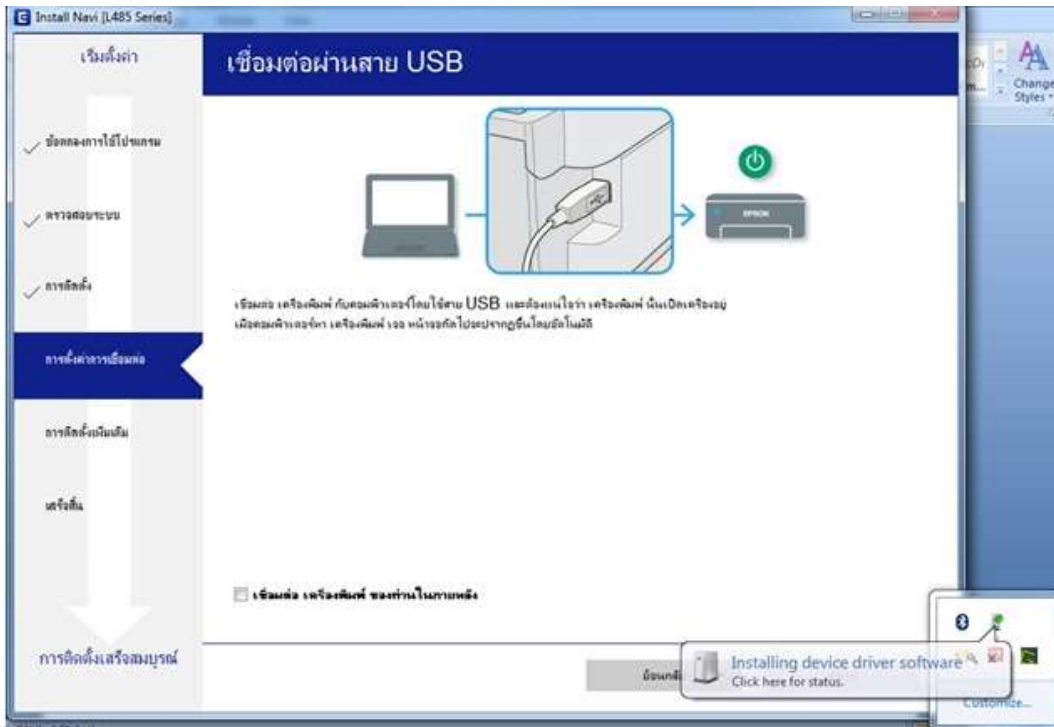 Install Navi [L485 Series]
เริ่มตั้งค่า
เชื่อมต่อผ่านสาย USB
Change
Styles
ข้อตกลงการใช้โปรแกรม
ตรวจสอบระบบ
EPSON
การติดตั้ง
เชื่อมต่อ เครื่องพิมพ์ กับคอมพิวเตอร์โดยใช้สาย USB และต้องแน่ใจว่า เครื่องพิมพ์ นั้นเปิดเครื่องอยู่
เมื่อคอมพิวเตอร์หา เครื่องพิมพ์ เจอ หน้าจอถัดไปจะปรากฏขึ้นโดยอัตโนมัติ
การตั้งค่าการเชื่อมต่อ
การติดตั้งเพิ่มเติม
เสร็จสิ้น
เชื่อมต่อ เครื่องพิมพ์ ของท่านในภายหลัง
การติดตั้งเสร็จสมบูรณ์
Installing device driver software
Click here for status.
Customize...